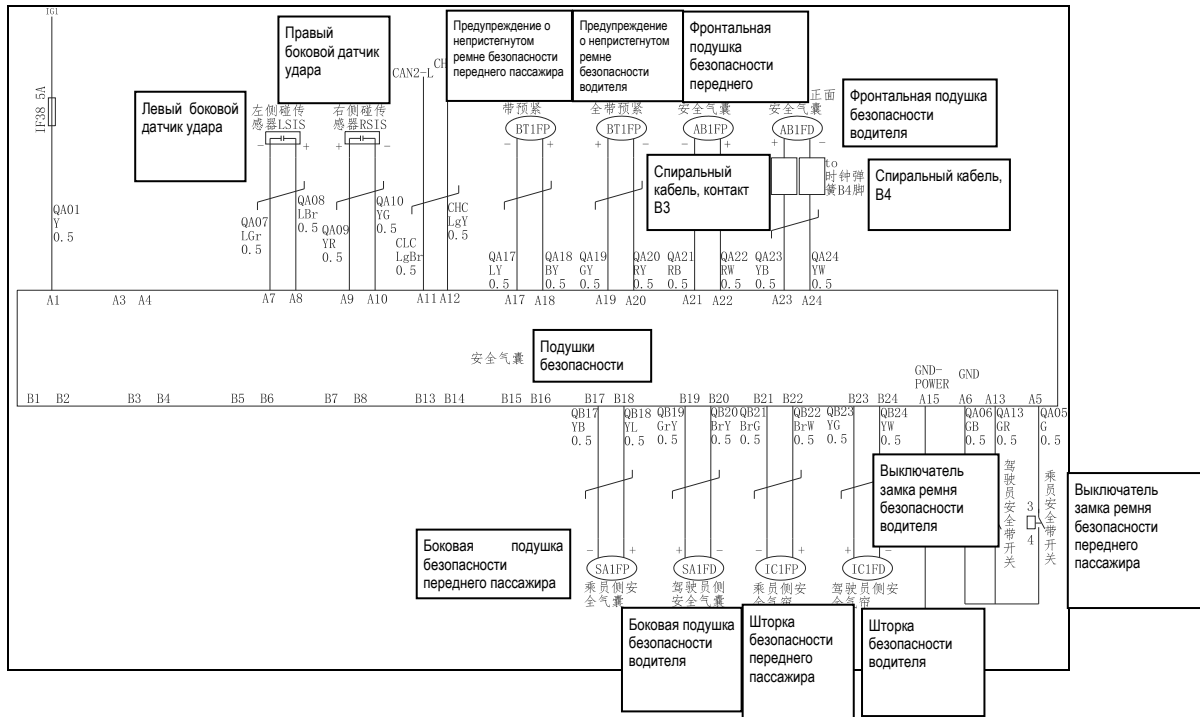 IG1
IF38 5A
Правый
боковой датчик
удара
Предупреждение о
непристегнутом
ремне безопасности
переднего пассажира
Предупреждение
о непристегнутом
ремне
безопасности
водителя
Фронтальная
подушка
безопасности
переднего
Левый боковой
датчик удара
Фронтальная подушка
безопасности
водителя
CAN2-L
CH
左侧碰传
感器LSIS
右侧碰传
感器RSIS
带预紧
全带预紧
安全气囊
正面
安全气囊
BT1FP
BT1FP
AB1FP
AB1FD
- +
+ -
- +
+ -
- +
- +
Спиральный
кабель, контакт
В3
to
时钟弹
簧B4脚
Спиральный кабель,
В4
QA01
Y
0.5
QA07
LGr
0.5
QA08
LBr
0.5
QA09
YR
0.5
QA10
YG
0.5
CLC
LgBr
0.5
CHC
LgY
0.5
QA17
LY
0.5
QA18
BY
0.5
QA19
GY
0.5
QA20
RY
0.5
QA21
RB
0.5
QA22
RW
0.5
QA23
YB
0.5
QA24
YW
0.5
A1 A3 A4 A7 A8 A9 A10 A11 A12 A17 A18 A19 A20 A21 A22 A23 A24
安全气囊
Подушки
безопасности
GND-
POWER
GND
B1 B2 B3 B4 B5 B6 B7 B8 B13 B14 B15 B16 B17 B18 B19 B20 B21 B22 B23 B24 A15 A6 A13 A5
QB17
YB
0.5
QB18
YL
0.5
QB19
GrY
0.5
QB20
BrY
0.5
QB21
BrG
0.5
QB22
BrW
0.5
QB23
YG
0.5
QB24
YW
0.5
QA06
GB
0.5
QA13
GR
0.5
QA05
G
0.5
Выключатель
замка ремня
безопасности
водителя
驾驶员安全带开关
3
4
乘员安全带开关
Выключатель
замка ремня
безопасности
переднего
пассажира
Боковая подушка
безопасности
переднего пассажира
- +
- +
- +
+ -
SA1FP
SA1FD
IC1FP
IC1FD
乘员侧安
全气囊
驾驶员侧
安全气囊
乘员侧安
全气帘
驾驶员侧安
全气帘
Боковая подушка
безопасности
водителя
Шторка
безопасности
переднего
пассажира
Шторка
безопасности
водителя